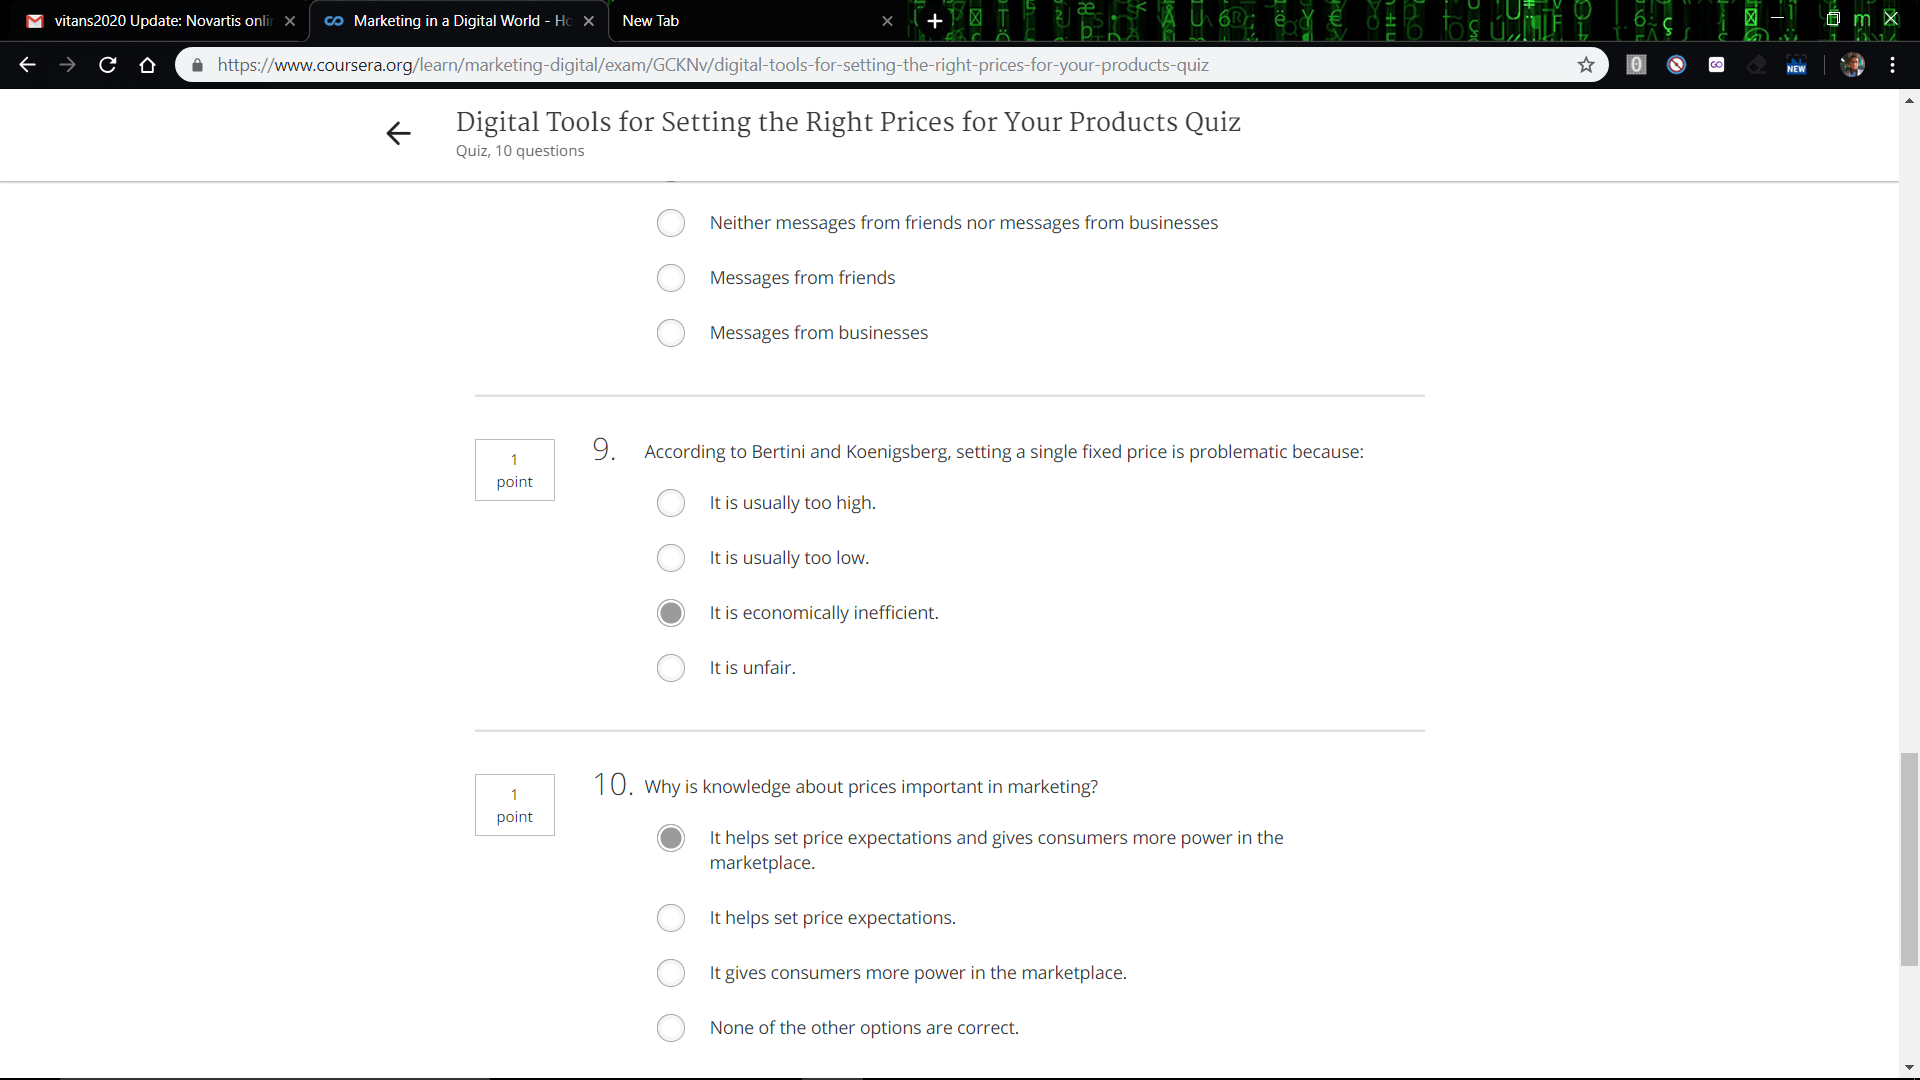 vitans2020 Update: Novartis onlin
Marketing in a Digital World - Ho
New Tab
https://www.coursera.org/learn/marketing-digital/exam/GCKNv/digital-tools-for-setting-the-right-prices-for-your-products-quiz
NEW
Digital Tools for Setting the Right Prices for Your Products Quiz
Quiz, 10 questions
Neither messages from friends nor messages from businesses
Messages from friends
Messages from businesses
1
point
9. According to Bertini and Koenigsberg, setting a single fixed price is problematic because:
It is usually too high.
It is usually too low.
It is economically inefficient.
It is unfair.
1
point
10. Why is knowledge about prices important in marketing?
It helps set price expectations and gives consumers more power in the
marketplace.
It helps set price expectations.
It gives consumers more power in the marketplace.
None of the other options are correct.